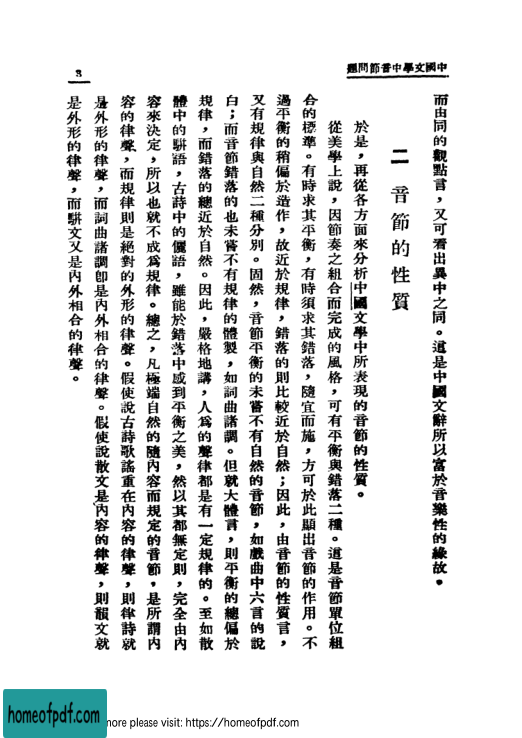 中國文學中音節問題
3
而由同的觀點言，又可看出異中之同。這是中國文辭所以富於音樂性的緣故。
二　音節的性質
於是，再從各方面來分析中國文學中所表現的音節的性質。
從美學上說，因節奏之組合而完成的風格，可有平衡與錯落二種。這是音節單位組
合的標準。有時求其平衡，有時須求其錯落，隨宜而施，方可於此顯出音節的作用。不
過平衡的稍偏於造作，故近於規律，錯落的則比較近於自然；因此，由音節的性質言，
又有規律與自然二種分別。固然，音節平衡的未嘗不有自然的音節，如戲曲中六言的說
白；而音節錯落的也未嘗不有規律的體製，如詞曲諸調。但就大體言，則平衡的總偏於
規律，而錯落的總近於自然。因此，嚴格地講，人為的聲律都是有一定規律的。至如散
體中的駢語，古詩中的儷語，雖能於錯落中感到平衡之美，然以其都無定則，完全由內
容來決定，所以也就不成爲規律。總之，凡極端自然的隨內容而規定的音節，是所謂內
容的律聲，而規律則是絕對的外形的律聲。假使說古詩歌謠重在內容的律聲，則律詩就
是外形的律聲，而詞曲諸調卽是內外相合的律聲。假使說散文是內容的律聲，則韻文就
是外形的律聲，而駢文又是內外相合的律聲。
homeofpdf.com
more please visit: https://homeofpdf.com